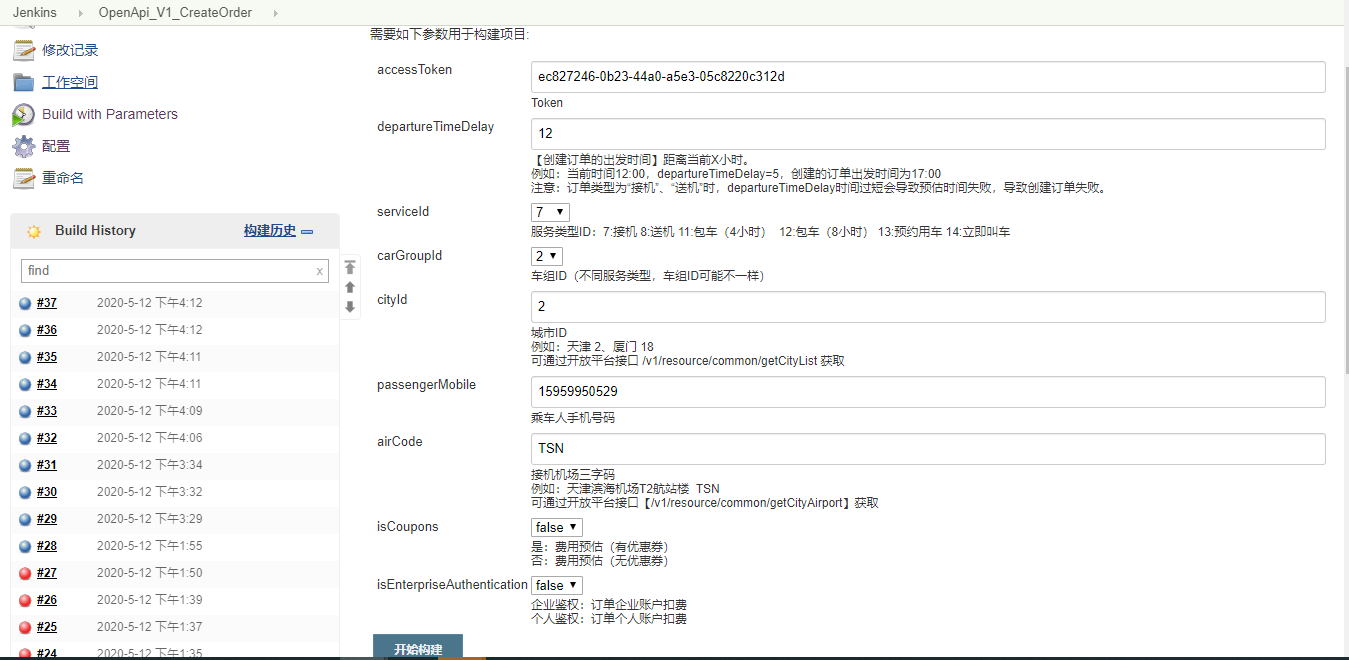 Jenkins
OpenApi_V1_CreateOrder
修改记录
工作空间
Build with Parameters
配置
重命名
Build History
构建历史
find
x
#37 2020-5-12 下午4:12
#36 2020-5-12 下午4:12
#35 2020-5-12 下午4:11
#34 2020-5-12 下午4:11
#33 2020-5-12 下午4:09
#32 2020-5-12 下午4:06
#31 2020-5-12 下午3:34
#30 2020-5-12 下午3:32
#29 2020-5-12 下午3:29
#28 2020-5-12 下午1:55
#27 2020-5-12 下午1:50
#26 2020-5-12 下午1:39
#25 2020-5-12 下午1:37
#24 2020-5-12 下午1:35
需要如下参数用于构建项目:
accessToken
ec827246-0b23-44a0-a5e3-05c8220c312d
Token
departureTimeDelay
12
【创建订单的出发时间】距离当前X小时。
例如：当前时间12:00，departureTimeDelay=5，创建的订单出发时间为17:00
注意：订单类型为“接机”、“送机”时，departureTimeDelay时间过短会导致预估时间失败，导致创建订单失败。
serviceId
7
服务类型ID：7:接机 8:送机 11:包车（4小时） 12:包车（8小时） 13:预约用车 14:立即叫车
carGroupId
2
车组ID（不同服务类型，车组ID可能不一样）
cityId
2
城市ID
例如：天津 2、厦门 18
可通过开放平台接口 /v1/resource/common/getCityList 获取
passengerMobile
15959950529
乘车人手机号码
airCode
TSN
接机机场三字码
例如：天津滨海机场T2航站楼 TSN
可通过开放平台接口【/v1/resource/common/getCityAirport】获取
isCoupons
false
是：费用预估（有优惠券）
否：费用预估（无优惠券）
isEnterpriseAuthentication
false
企业鉴权：订单企业账户扣费
个人鉴权：订单个人账户扣费
开始构建